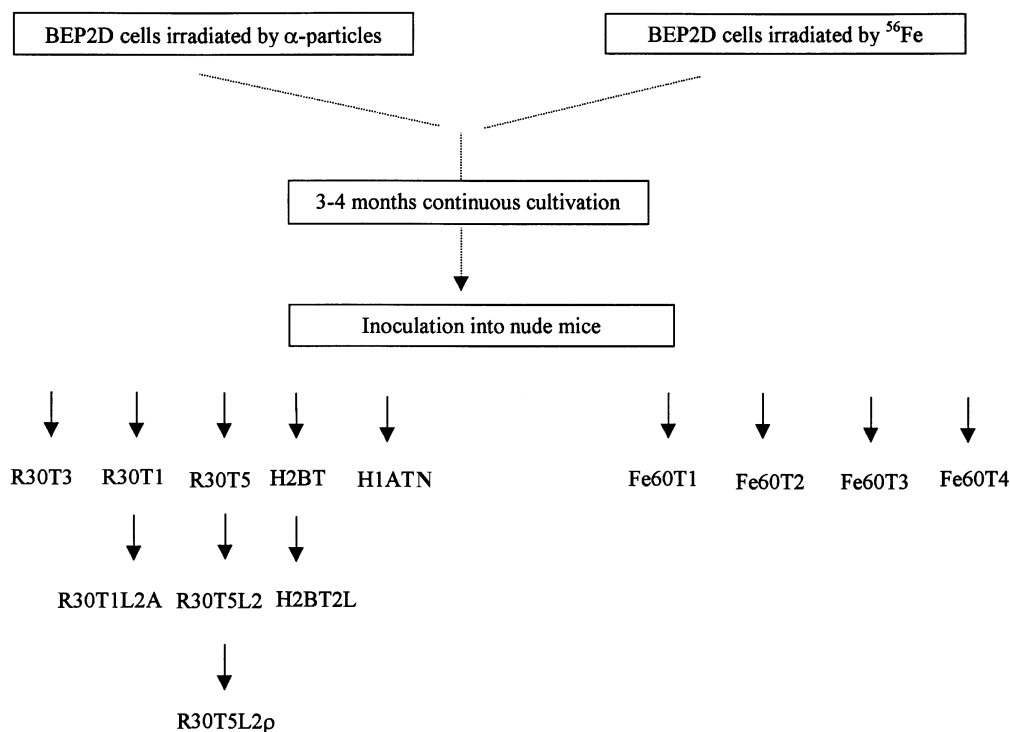 BEP2D cells irradiated by α-particles
BEP2D cells irradiated by ⁵⁶Fe
3-4 months continuous cultivation
Inoculation into nude mice
R30T3 R30T1 R30T5 H2BT H1ATN Fe60T1 Fe60T2 Fe60T3 Fe60T4
R30T1L2A R30T5L2 H2BT2L
R30T5L2ρ